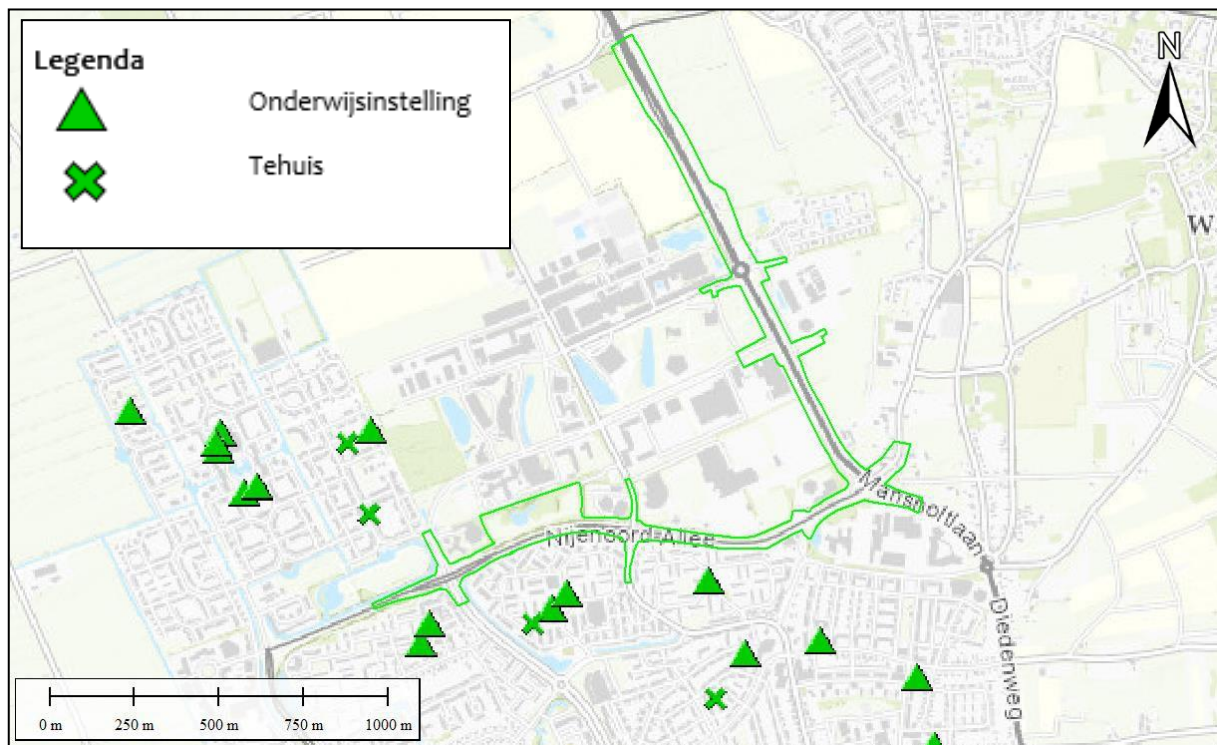 Legenda
Onderwijsinstelling
Tehuis
N
W
Mansholtlaan
Nijenoord Allee
Diedenweg
0 m 250 m 500 m 750 m 1000 m